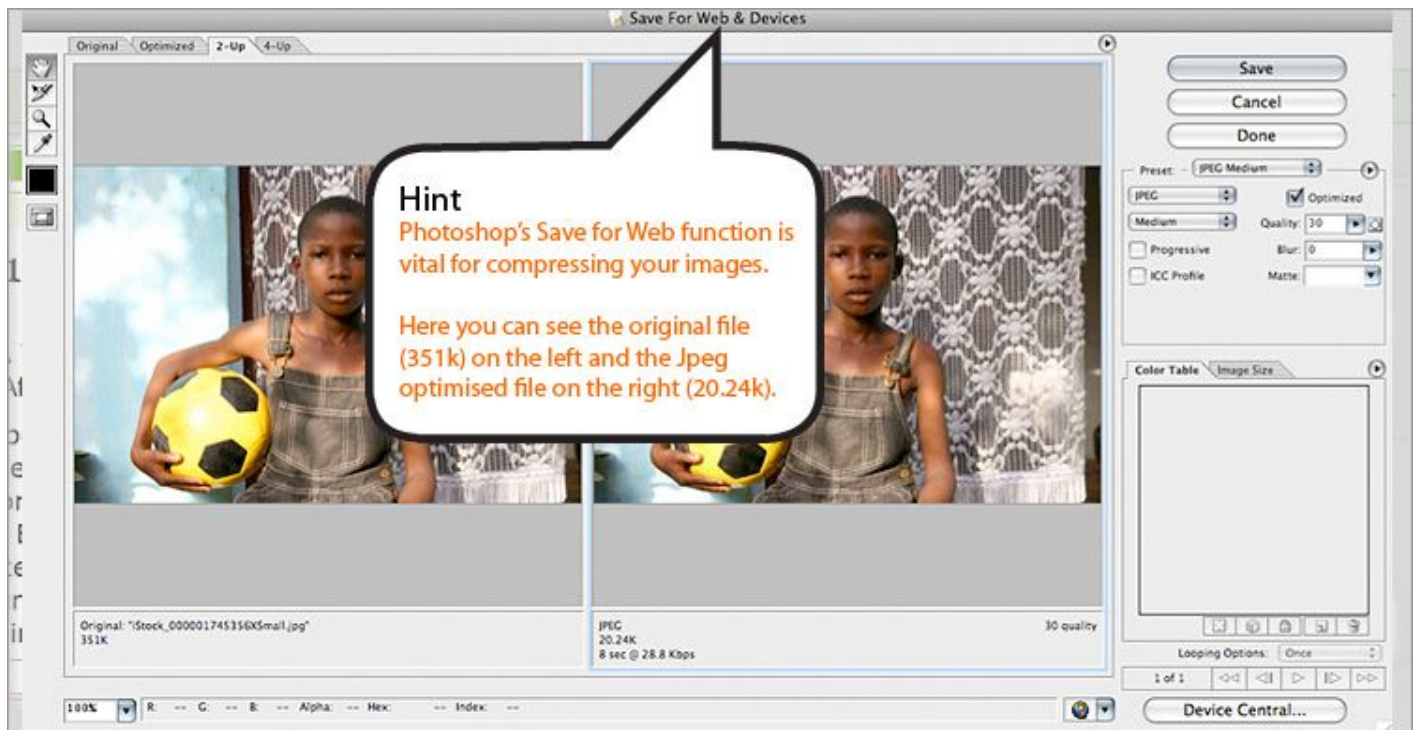 Save For Web & Devices
Original Optimized 2-Up 4-Up
Save
Cancel
Done
Preset: JPEG Medium
JPEG Optimized
Medium Quality: 30
Progressive Blur: 0
ICC Profile Matte:
Hint
Photoshop's Save for Web function is
vital for compressing your images.
Here you can see the original file
(351k) on the left and the Jpeg
optimised file on the right (20.24k).
Color Table Image Size
Original: "iStock_000001745356XSmall.jpg"
351K
JPEG 30 quality
20.24K
8 sec @ 28.8 Kbps
Looping Options: Once
1 of 1
100% R: -- G: -- B: -- Alpha: -- Hex: -- Index: --
Device Central...